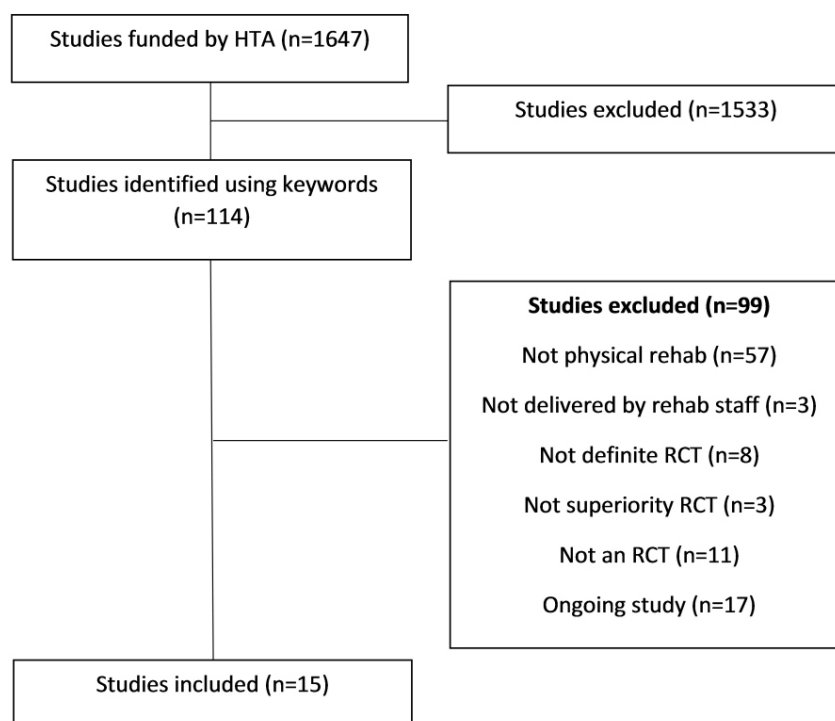 Studies funded by HTA (n=1647)
Studies excluded (n=1533)
Studies identified using keywords
(n=114)
Studies excluded (n=99)
Not physical rehab (n=57)
Not delivered by rehab staff (n=3)
Not definite RCT (n=8)
Not superiority RCT (n=3)
Not an RCT (n=11)
Ongoing study (n=17)
Studies included (n=15)